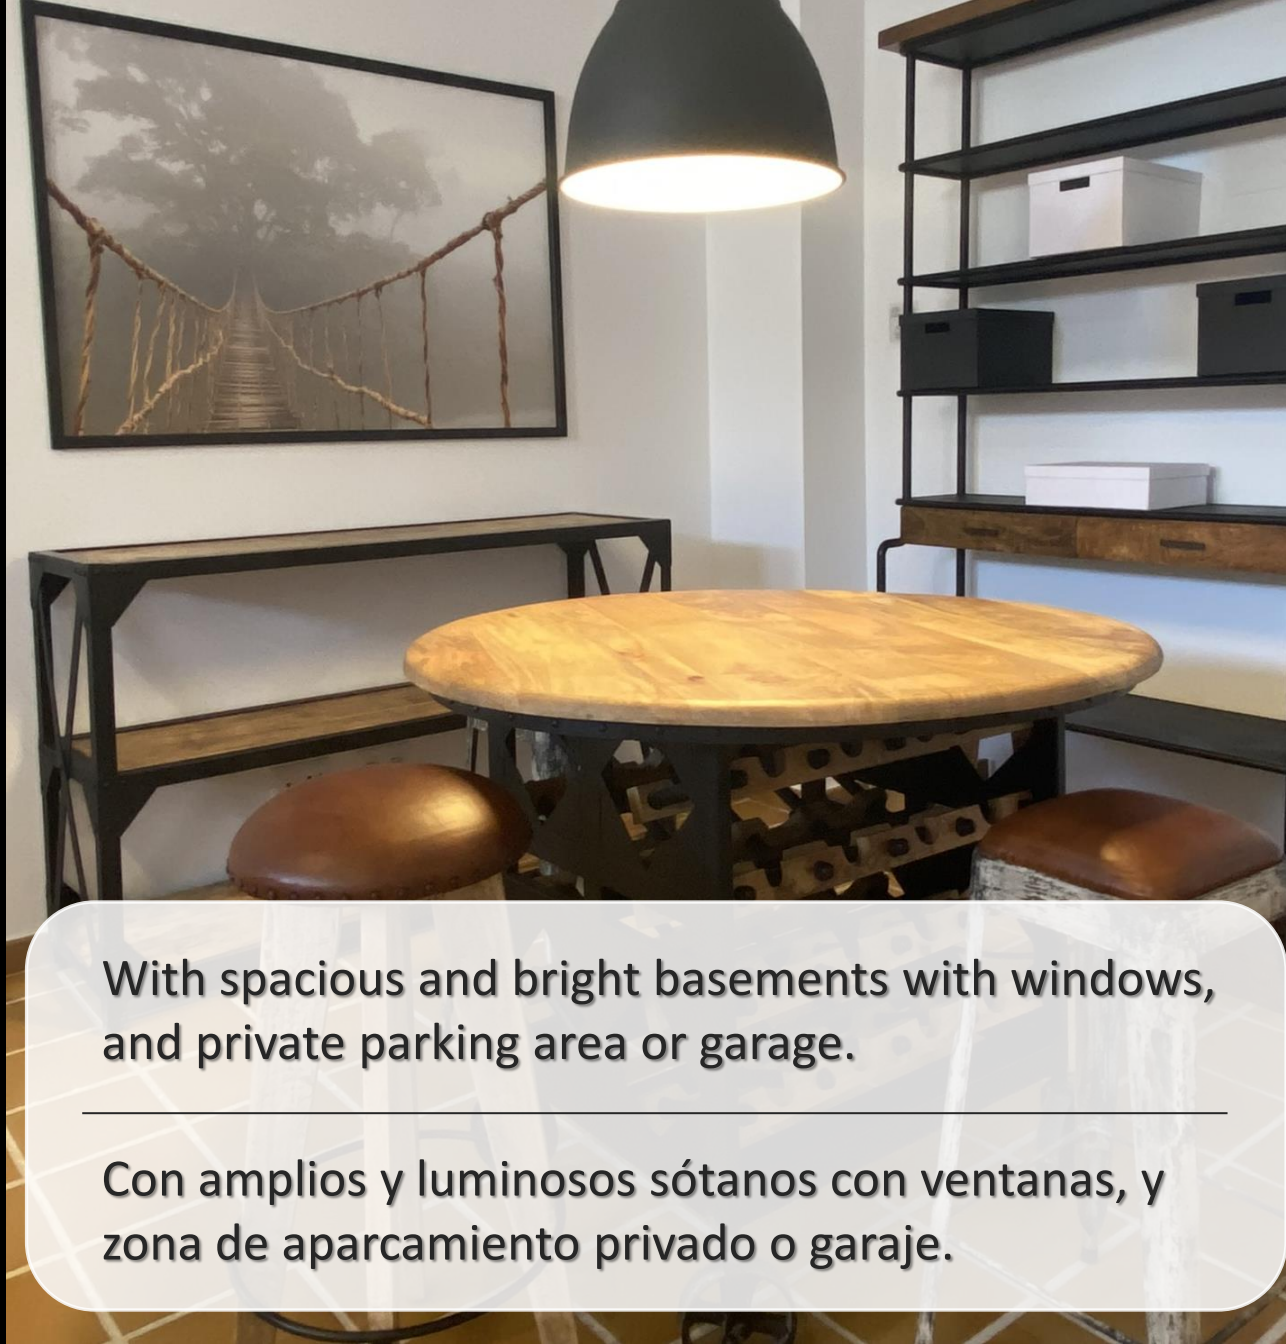 With spacious and bright basements with windows,
and private parking area or garage.
Con amplios y luminosos sótanos con ventanas, y
zona de aparcamiento privado o garaje.